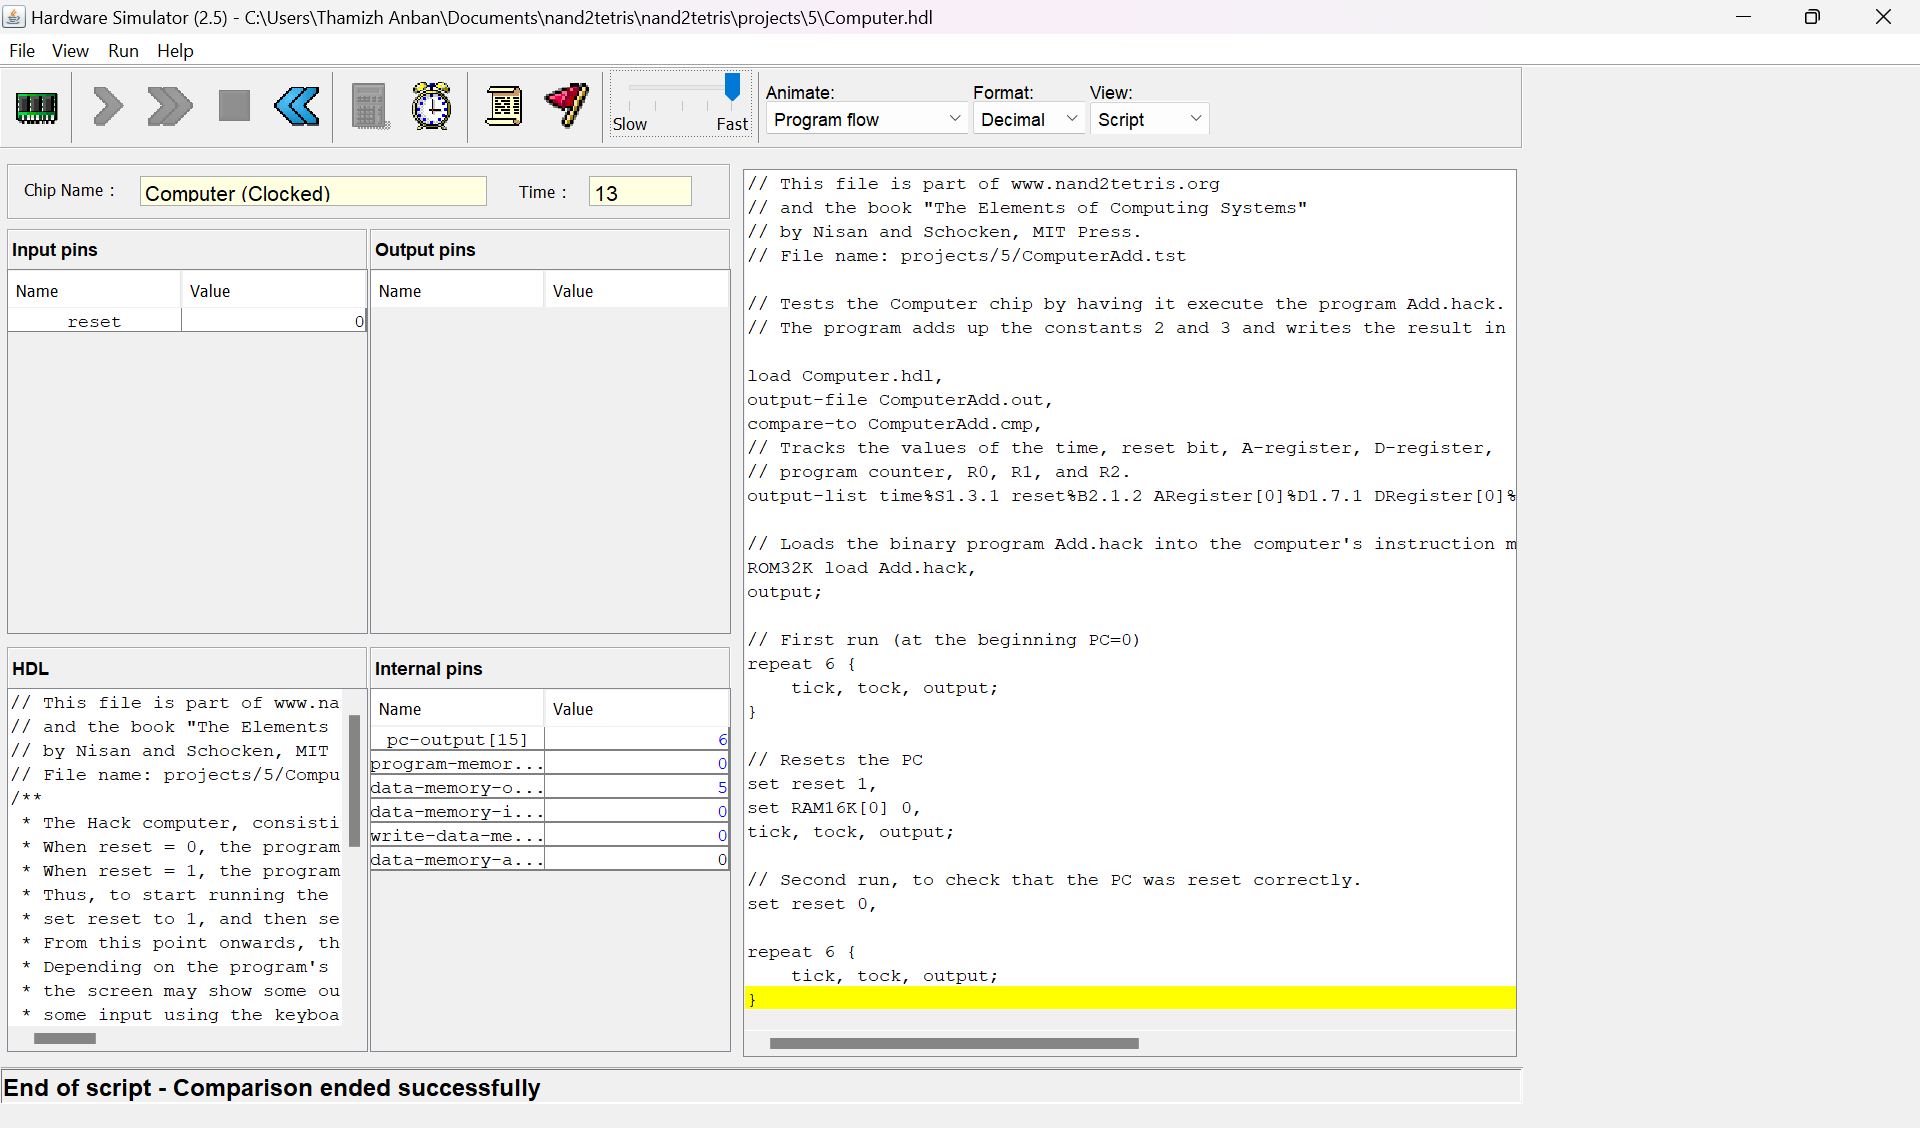 Hardware Simulator (2.5) - C:\Users\Thamizh Anban\Documents\nand2tetris\nand2tetris\projects\5\Computer.hdl
File View Run Help
Slow Fast
Animate: Format: View:
Program flow Decimal Script
Chip Name : Computer (Clocked) Time : 13
Input pins
Name Value
reset 0
Output pins
Name Value
HDL
// This file is part of www.na
// and the book "The Elements
// by Nisan and Schocken, MIT
// File name: projects/5/Compu
/**
* The Hack computer, consisti
* When reset = 0, the program
* When reset = 1, the program
* Thus, to start running the
* set reset to 1, and then se
* From this point onwards, th
* Depending on the program's
* the screen may show some ou
* some input using the keyboa
Internal pins
Name Value
pc-output[15] 6
program-memor... 0
data-memory-o... 5
data-memory-i... 0
write-data-me... 0
data-memory-a... 0
// This file is part of www.nand2tetris.org
// and the book "The Elements of Computing Systems"
// by Nisan and Schocken, MIT Press.
// File name: projects/5/ComputerAdd.tst
// Tests the Computer chip by having it execute the program Add.hack.
// The program adds up the constants 2 and 3 and writes the result in
load Computer.hdl,
output-file ComputerAdd.out,
compare-to ComputerAdd.cmp,
// Tracks the values of the time, reset bit, A-register, D-register,
// program counter, R0, R1, and R2.
output-list time%S1.3.1 reset%B2.1.2 ARegister[0]%D1.7.1 DRegister[0]%
// Loads the binary program Add.hack into the computer's instruction m
ROM32K load Add.hack,
output;
// First run (at the beginning PC=0)
repeat 6 {
tick, tock, output;
}
// Resets the PC
set reset 1,
set RAM16K[0] 0,
tick, tock, output;
// Second run, to check that the PC was reset correctly.
set reset 0,
repeat 6 {
tick, tock, output;
}
End of script - Comparison ended successfully